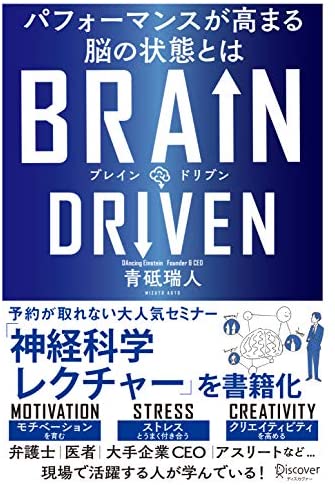 パフォーマンスが高まる
脳の状態とは
BRAIN
ブレイン ドリブン
DRIVEN
DAncing Einstein Founder & CEO
青砥瑞人
MIZUTO AOTO
予約が取れない大人気セミナー
「神経科学
レクチャー」を書籍化
MOTIVATION STRESS CREATIVITY
モチベーション ストレス クリエイティビティ
を育む とうまく付き合う を高める
弁護士|医者|大手企業CEO|アスリートなど…
現場で活躍する人が学んでいる!
Discover
ディスカヴァー